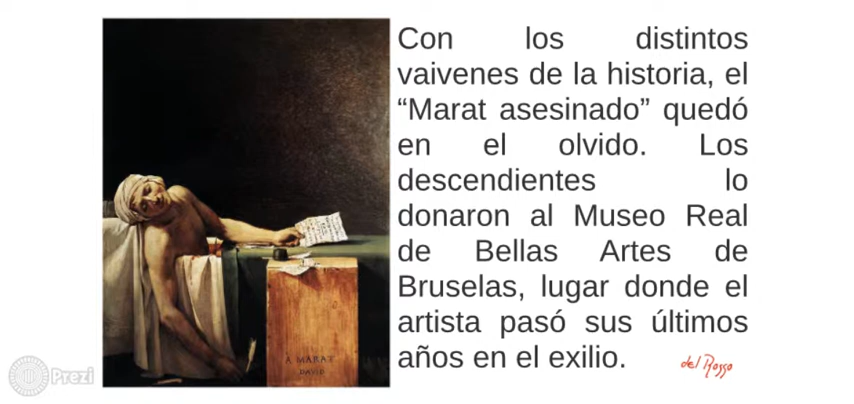 Con los distintos
vaivenes de la historia, el
“Marat asesinado” quedó
en el olvido. Los
descendientes lo
donaron al Museo Real
de Bellas Artes de
Bruselas, lugar donde el
artista pasó sus últimos
años en el exilio.
del Rosso
A MARAT
DAVID
Prezi